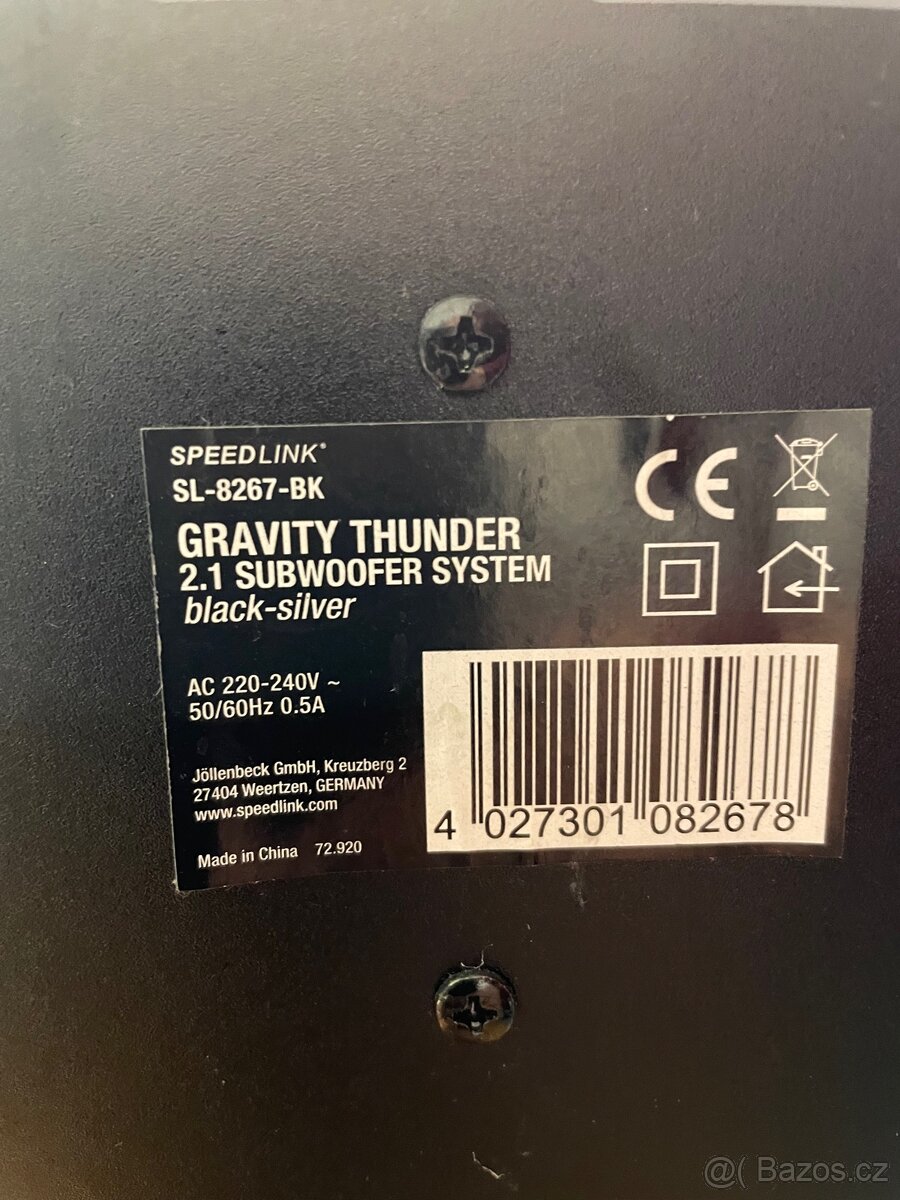 SPEEDLINK®
SL-8267-BK
GRAVITY THUNDER
2.1 SUBWOOFER SYSTEM
black-silver
CE
AC 220-240V ~
50/60Hz 0.5A
Jöllenbeck GmbH, Kreuzberg 2
27404 Weertzen, GERMANY
www.speedlink.com
Made in China 72.920
4 027301 082678
@( Bazos.cz